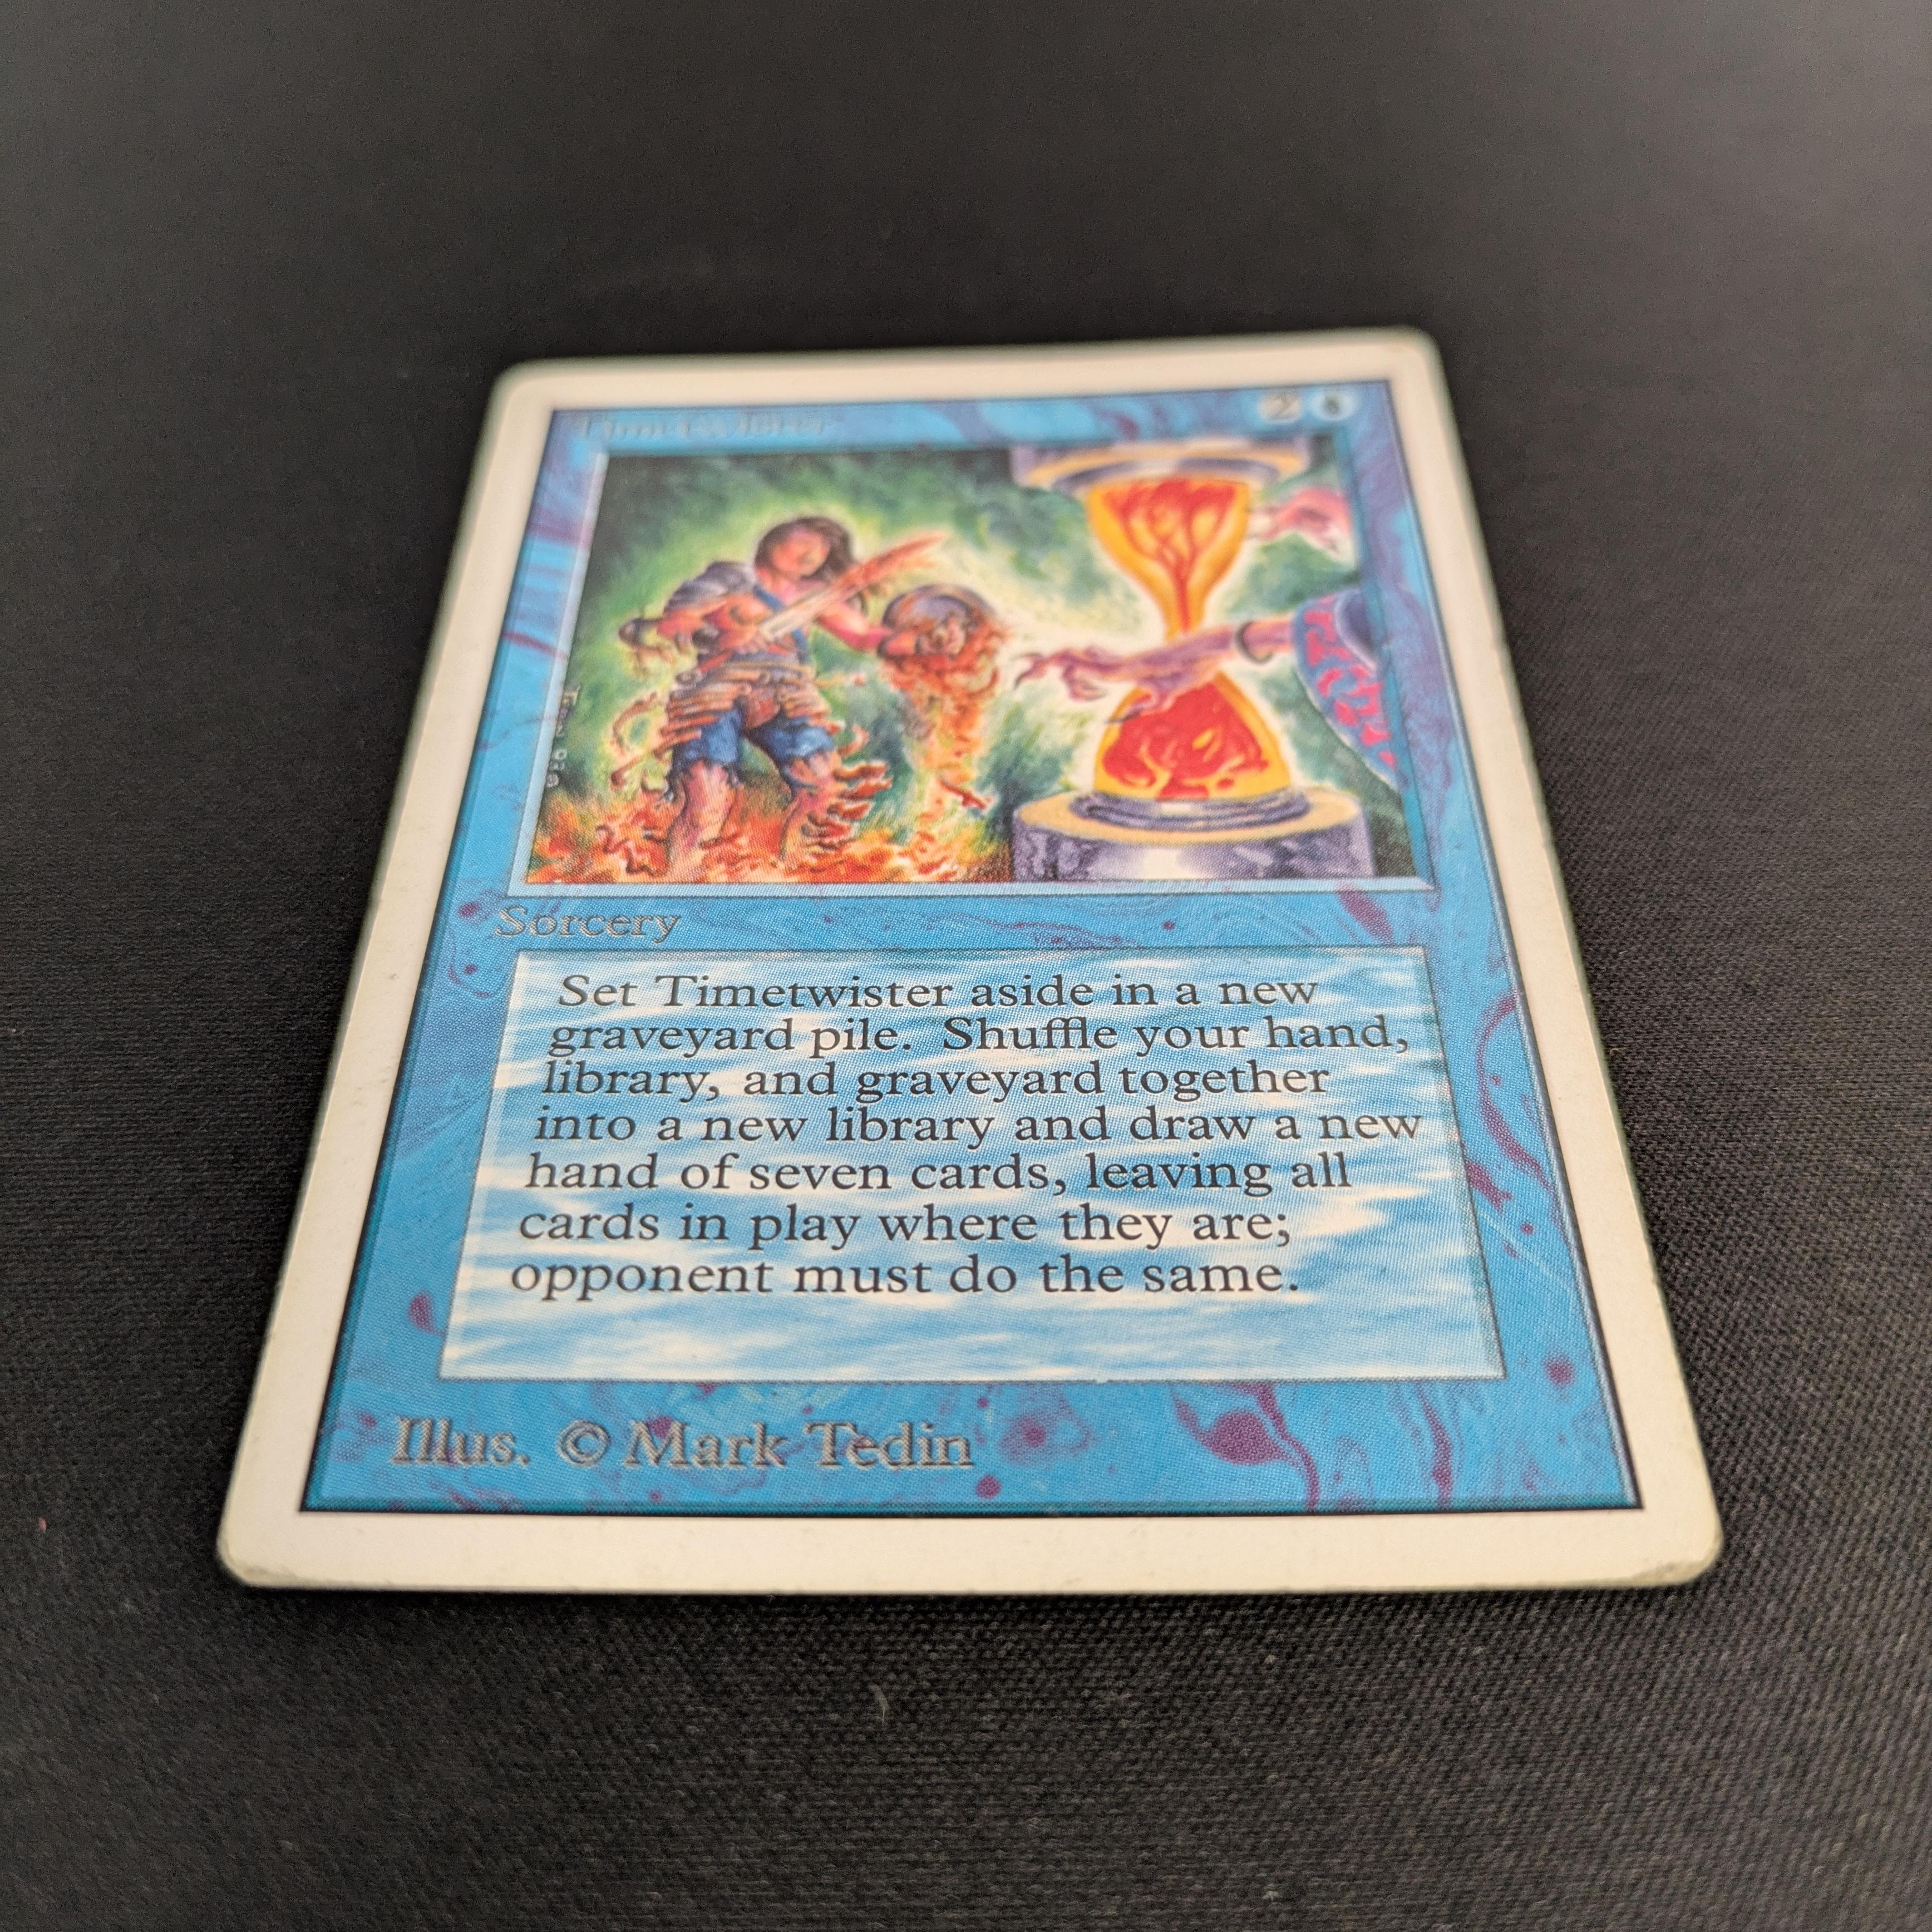 Timetwister 2
Sorcery
Set Timetwister aside in a new
graveyard pile. Shuffle your hand,
library, and graveyard together
into a new library and draw a new
hand of seven cards, leaving all
cards in play where they are;
opponent must do the same.
Illus. © Mark Tedin